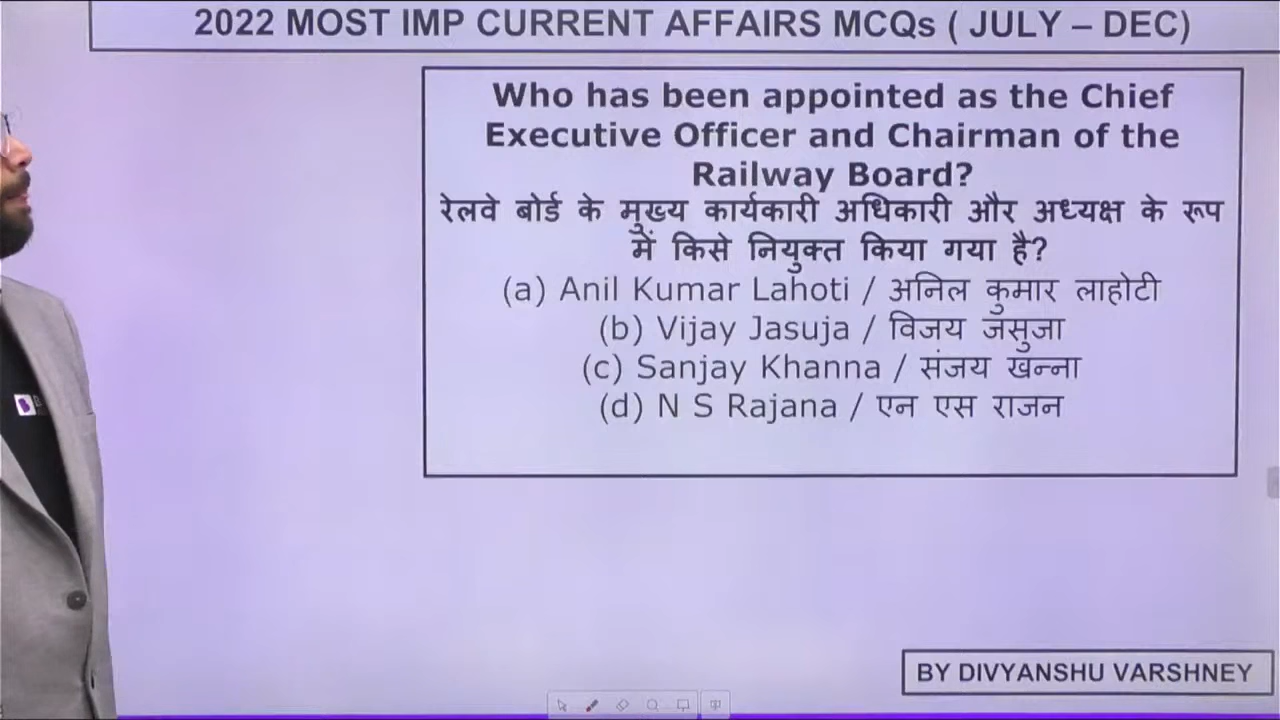 2022 MOST IMP CURRENT AFFAIRS MCQs ( JULY – DEC)
Who has been appointed as the Chief
Executive Officer and Chairman of the
Railway Board?
रेलवे बोर्ड के मुख्य कार्यकारी अधिकारी और अध्यक्ष के रूप
में किसे नियुक्त किया गया है?
(a) Anil Kumar Lahoti / अनिल कुमार लाहोटी
(b) Vijay Jasuja / विजय जसुजा
(c) Sanjay Khanna / संजय खन्ना
(d) N S Rajana / एन एस राजन
BY DIVYANSHU VARSHNEY